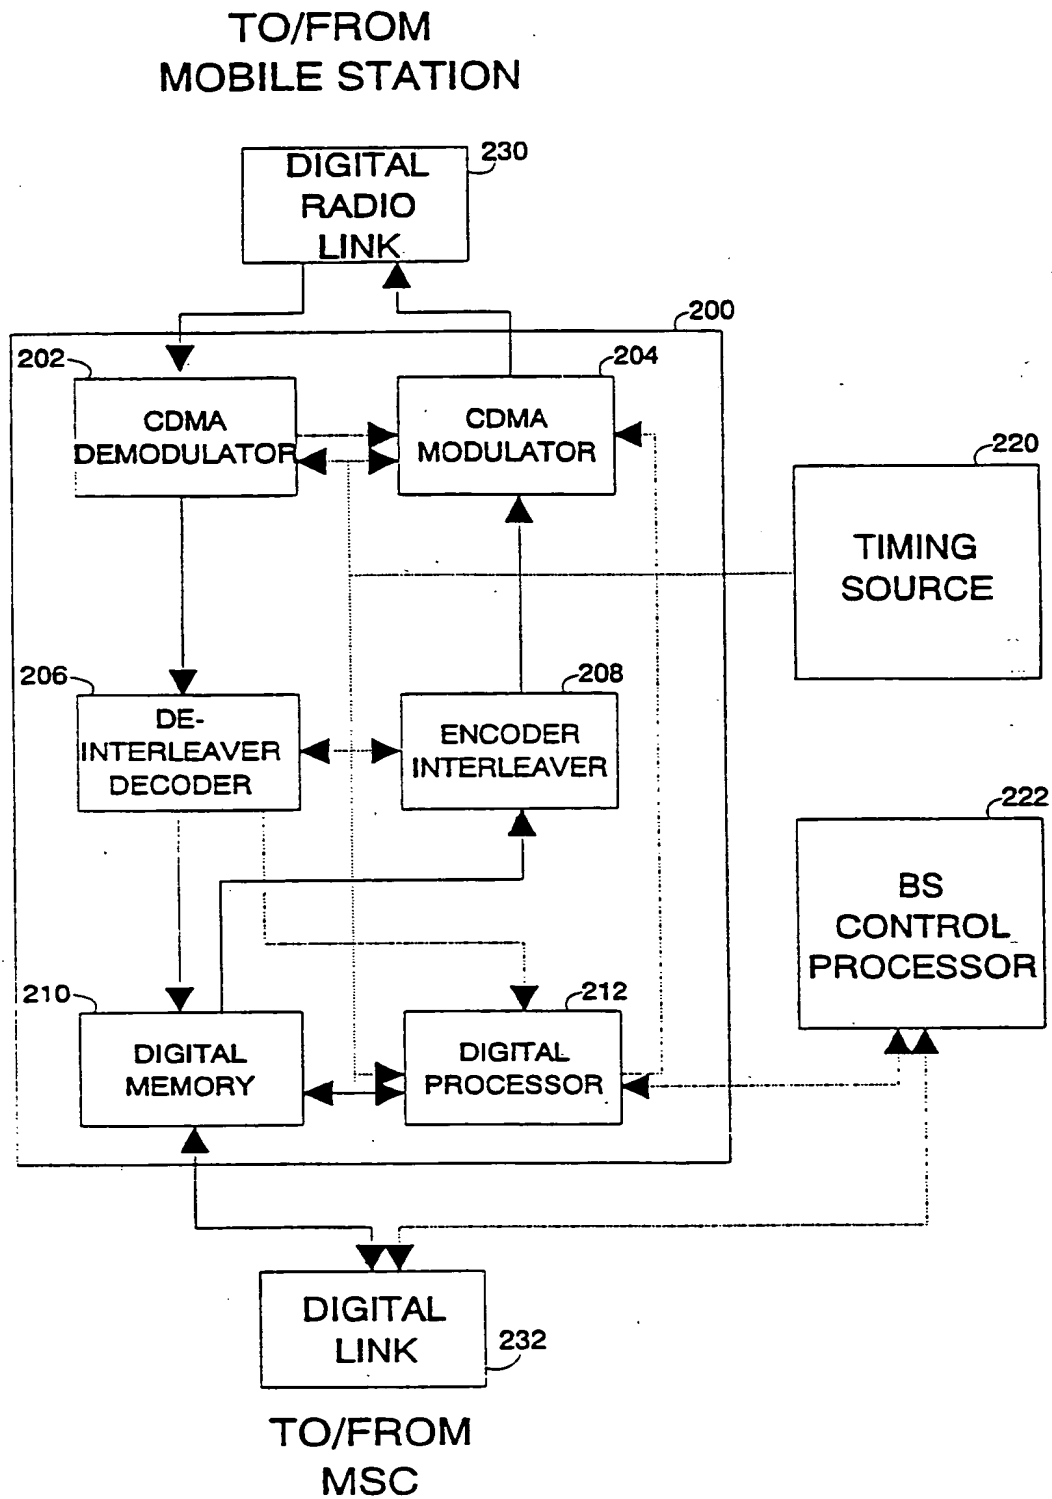 TO/FROM
MOBILE STATION
DIGITAL
RADIO
LINK
230
200
202
204
CDMA
DEMODULATOR
CDMA
MODULATOR
220
TIMING
SOURCE
206
208
DE-
INTERLEAVER
DECODER
ENCODER
INTERLEAVER
222
BS
CONTROL
PROCESSOR
210
212
DIGITAL
MEMORY
DIGITAL
PROCESSOR
DIGITAL
LINK
232
TO/FROM
MSC